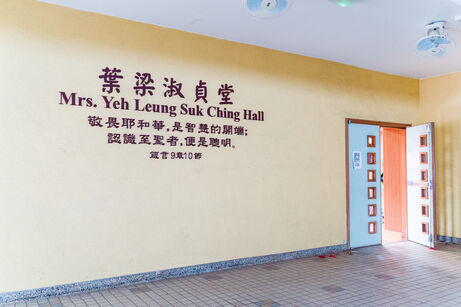 葉梁淑貞堂
Mrs. Yeh Leung Suk Ching Hall
敬畏耶和華，是智慧的開端；
認識至聖者，便是聰明。
箴言9章10節